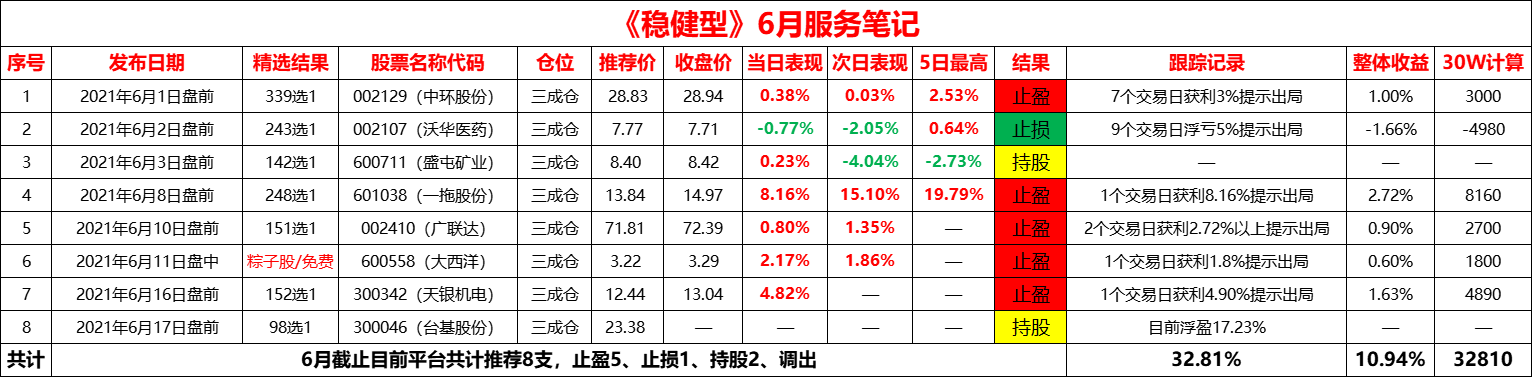 《稳健型》6月服务笔记
序号 发布日期 精选结果 股票名称代码 仓位 推荐价 收盘价 当日表现 次日表现 5日最高 结果 跟踪记录 整体收益 30W计算
1 2021年6月1日盘前 339选1 002129（中环股份） 三成仓 28.83 28.94 0.38% 0.03% 2.53% 止盈 7个交易日获利3%提示出局 1.00% 3000
2 2021年6月2日盘前 243选1 002107（沃华医药） 三成仓 7.77 7.71 -0.77% -2.05% 0.64% 止损 9个交易日浮亏5%提示出局 -1.66% -4980
3 2021年6月3日盘前 142选1 600711（盛屯矿业） 三成仓 8.40 8.42 0.23% -4.04% -2.73% 持股 — — —
4 2021年6月8日盘前 248选1 601038（一拖股份） 三成仓 13.84 14.97 8.16% 15.10% 19.79% 止盈 1个交易日获利8.16%提示出局 2.72% 8160
5 2021年6月10日盘前 151选1 002410（广联达） 三成仓 71.81 72.39 0.80% 1.35% — 止盈 2个交易日获利2.72%以上提示出局 0.90% 2700
6 2021年6月11日盘中 粽子股/免费 600558（大西洋） 三成仓 3.22 3.29 2.17% 1.86% — 止盈 1个交易日获利1.8%提示出局 0.60% 1800
7 2021年6月16日盘前 152选1 300342（天银机电） 三成仓 12.44 13.04 4.82% — — 止盈 1个交易日获利4.90%提示出局 1.63% 4890
8 2021年6月17日盘前 98选1 300046（台基股份） 三成仓 23.38 — — — — 持股 目前浮盈17.23% — —
共计 6月截止目前平台共计推荐8支，止盈5、止损1、持股2、调出 32.81% 10.94% 32810